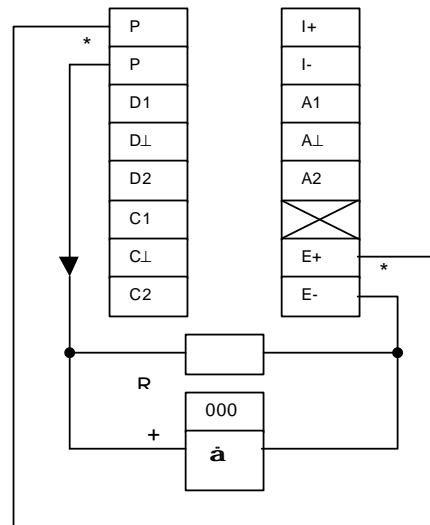 P
*
P
D1
D⊥
D2
C1
C⊥
C2
I+
I-
A1
A⊥
A2
E+
*
E-
R
000
+
ä